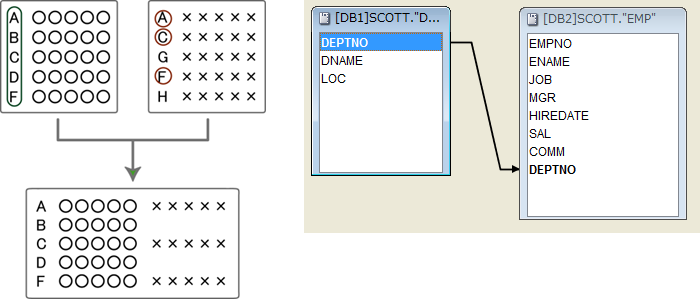 A ○○○○○
B ○○○○○
C ○○○○○
D ○○○○○
F ○○○○○
A ×××××
C ×××××
G ×××××
F ×××××
H ×××××
A ○○○○○ ×××××
B ○○○○○
C ○○○○○ ×××××
D ○○○○○
F ○○○○○ ×××××
[DB1]SCOTT."D...
DEPTNO
DNAME
LOC
[DB2]SCOTT."EMP"
EMPNO
ENAME
JOB
MGR
HIREDATE
SAL
COMM
DEPTNO